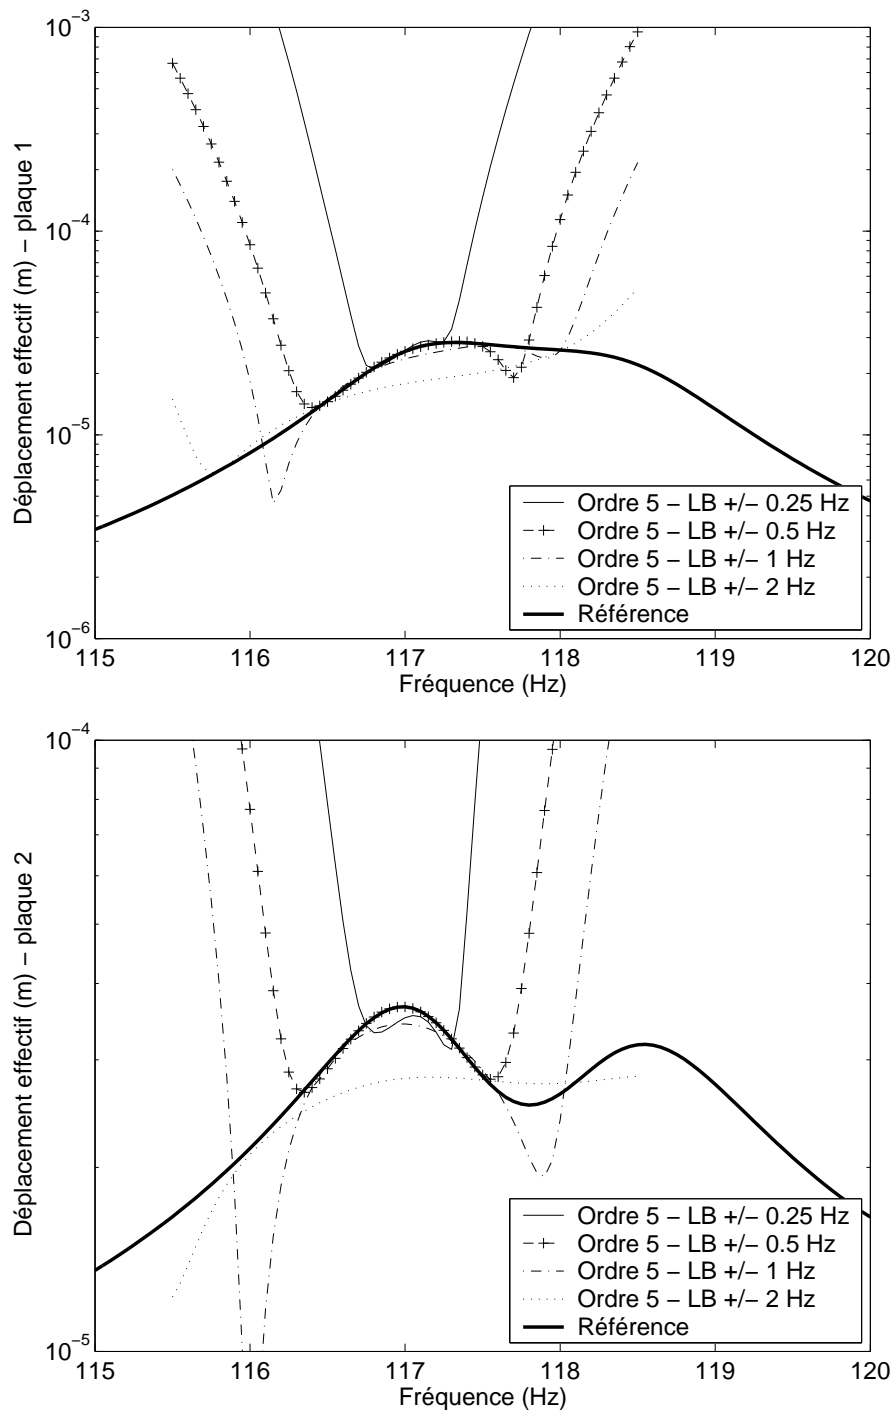 10−3
10−4
10−5
10−6
Déplacement effectif (m) − plaque 1
Ordre 5 − LB +/− 0.25 Hz
Ordre 5 − LB +/− 0.5 Hz
Ordre 5 − LB +/− 1 Hz
Ordre 5 − LB +/− 2 Hz
Référence
115 116 117 118 119 120
Fréquence (Hz)
10−4
10−5
Déplacement effectif (m) − plaque 2
Ordre 5 − LB +/− 0.25 Hz
Ordre 5 − LB +/− 0.5 Hz
Ordre 5 − LB +/− 1 Hz
Ordre 5 − LB +/− 2 Hz
Référence
115 116 117 118 119 120
Fréquence (Hz)